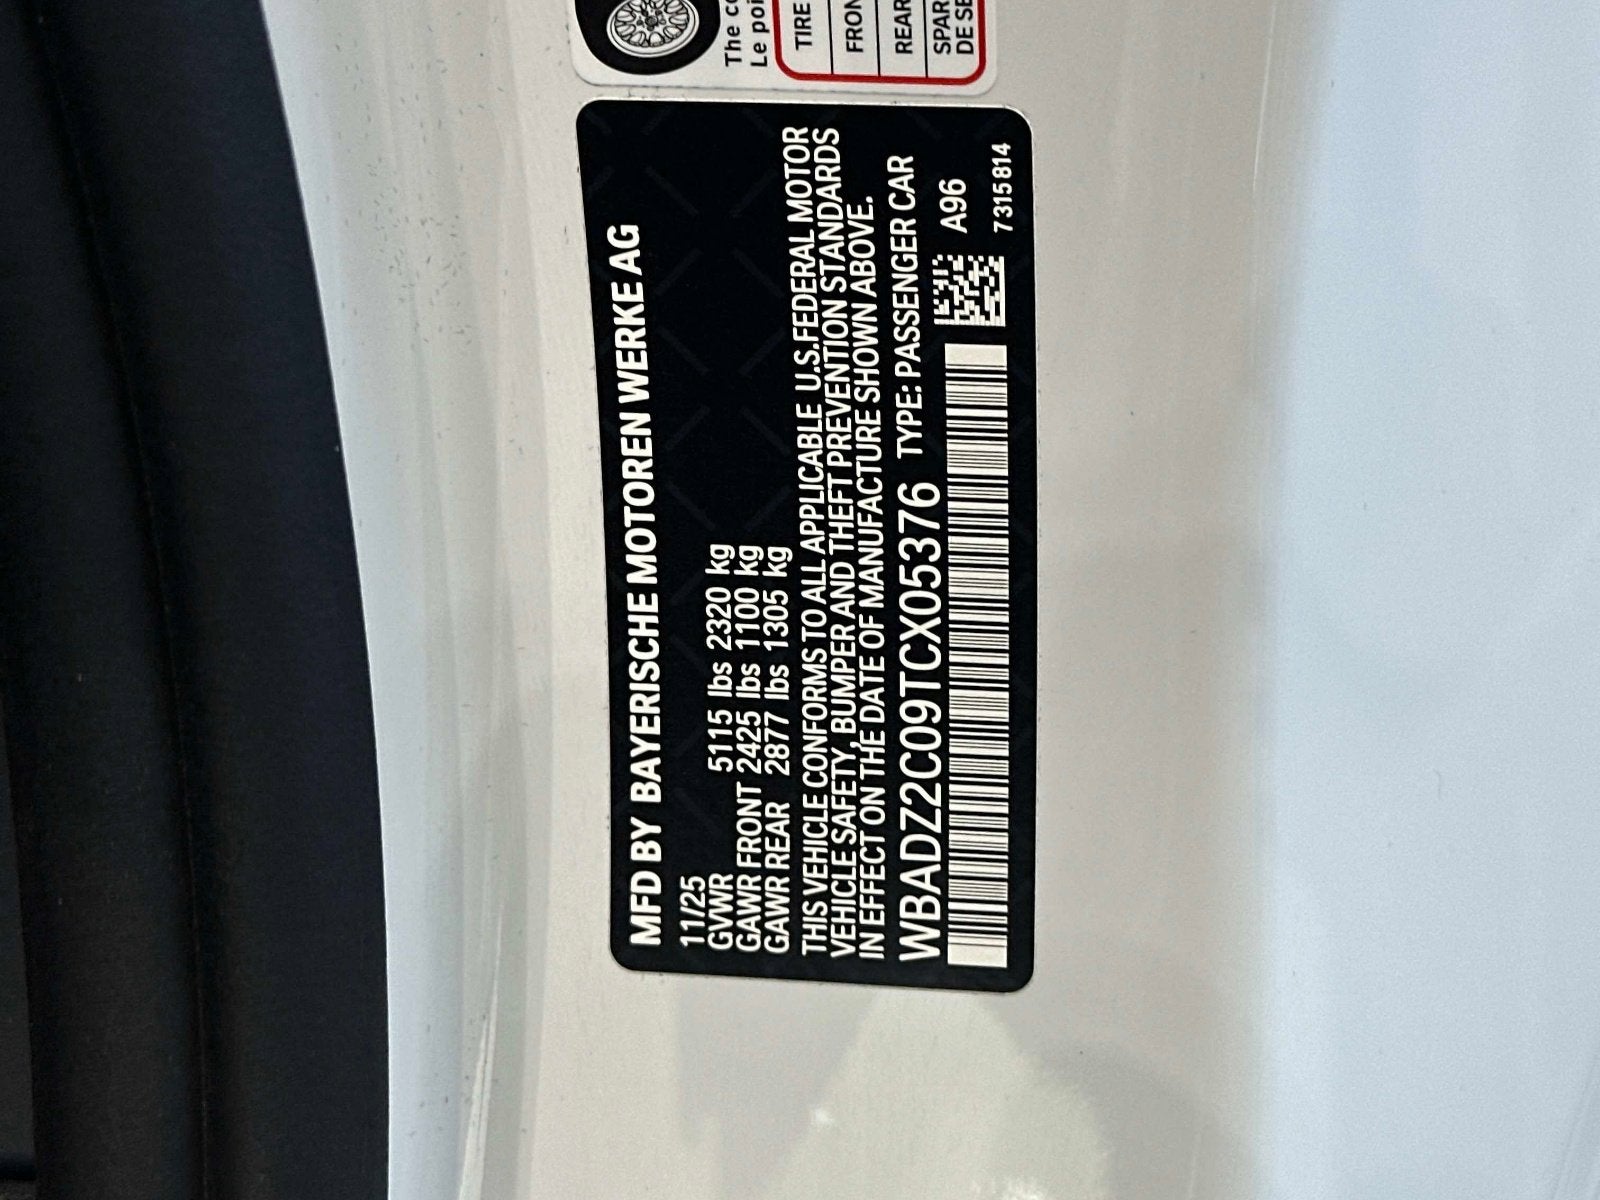 The
Le
TIRE
FRON
REAR
SPAR
DE SE
MFD BY BAYERISCHE MOTOREN WERKE AG
11/25
GVWR 5115 lbs 2320 kg
GAWR FRONT 2425 lbs 1100 kg
GAWR REAR 2877 lbs 1305 kg
THIS VEHICLE CONFORMS TO ALL APPLICABLE U.S.FEDERAL MOTOR
VEHICLE SAFETY, BUMPER AND THEFT PREVENTION STANDARDS
IN EFFECT ON THE DATE OF MANUFACTURE SHOWN ABOVE.
WBADZ2C09TCX05376 TYPE: PASSENGER CAR
A96
7315814